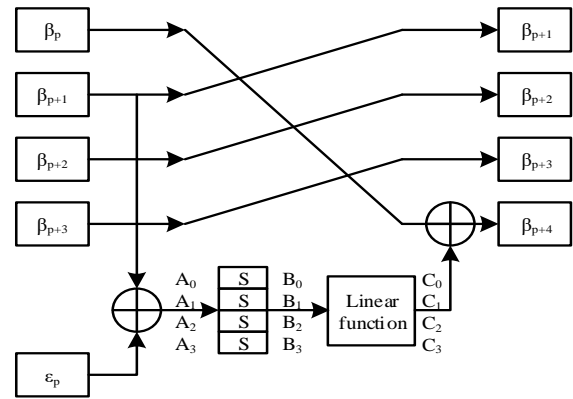 βp βp+1
βp+1 βp+2
βp+2 βp+3
βp+3 βp+4
A0 S B0 C0
A1 S B1 Linear C1
A2 S B2 function C2
A3 S B3 C3
εp